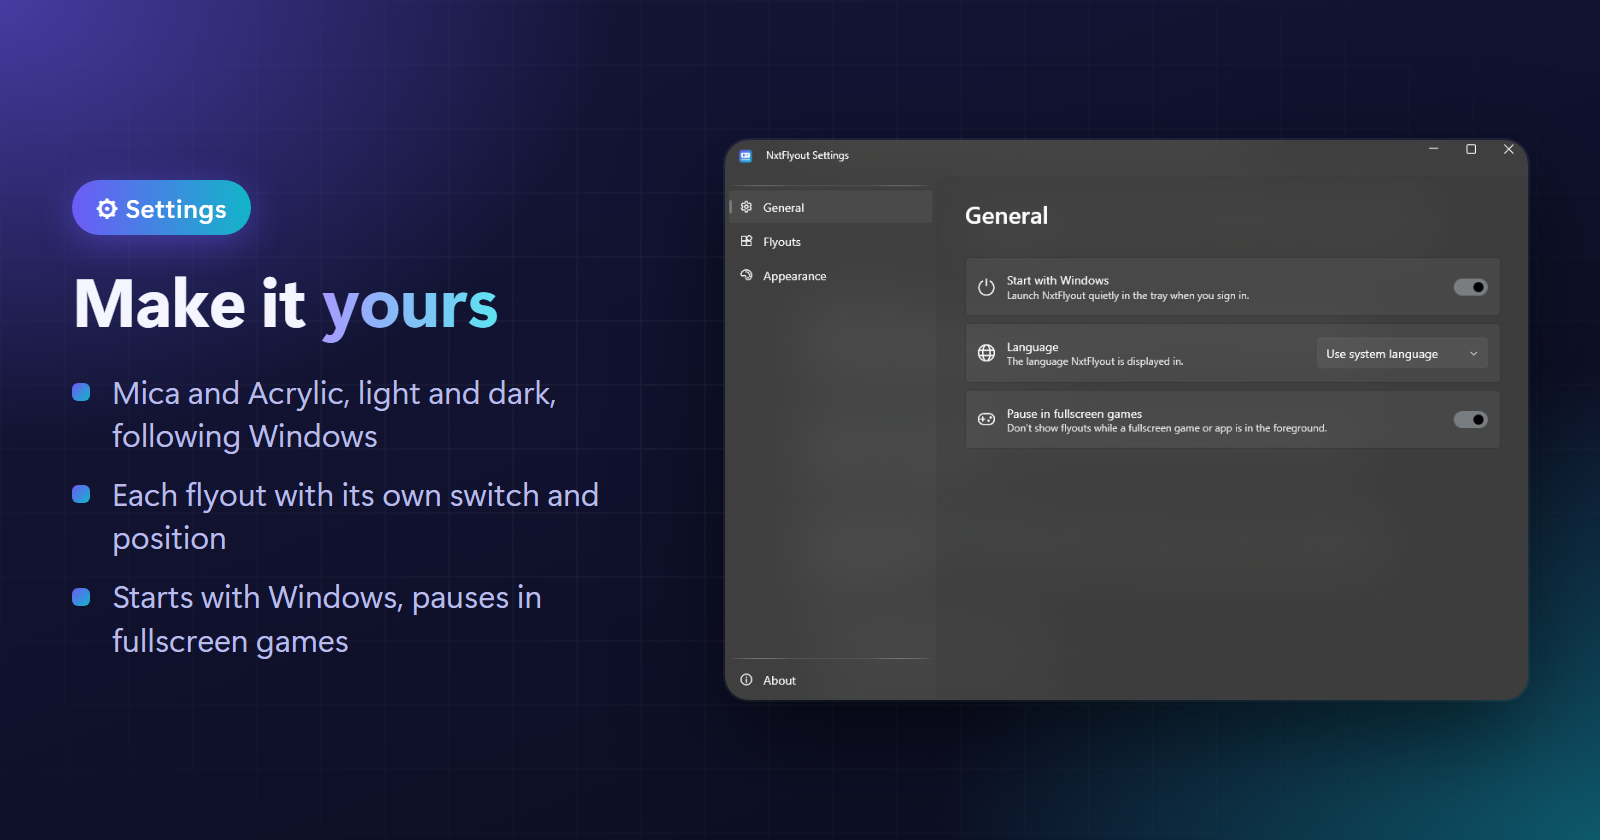 Settings
Make it yours
Mica and Acrylic, light and dark,
following Windows
Each flyout with its own switch and
position
Starts with Windows, pauses in
fullscreen games
NxtFlyout Settings
General
Flyouts
Appearance
About
General
Start with Windows
Launch NxtFlyout quietly in the tray when you sign in.
Language
The language NxtFlyout is displayed in.
Use system language
Pause in fullscreen games
Don't show flyouts while a fullscreen game or app is in the foreground.